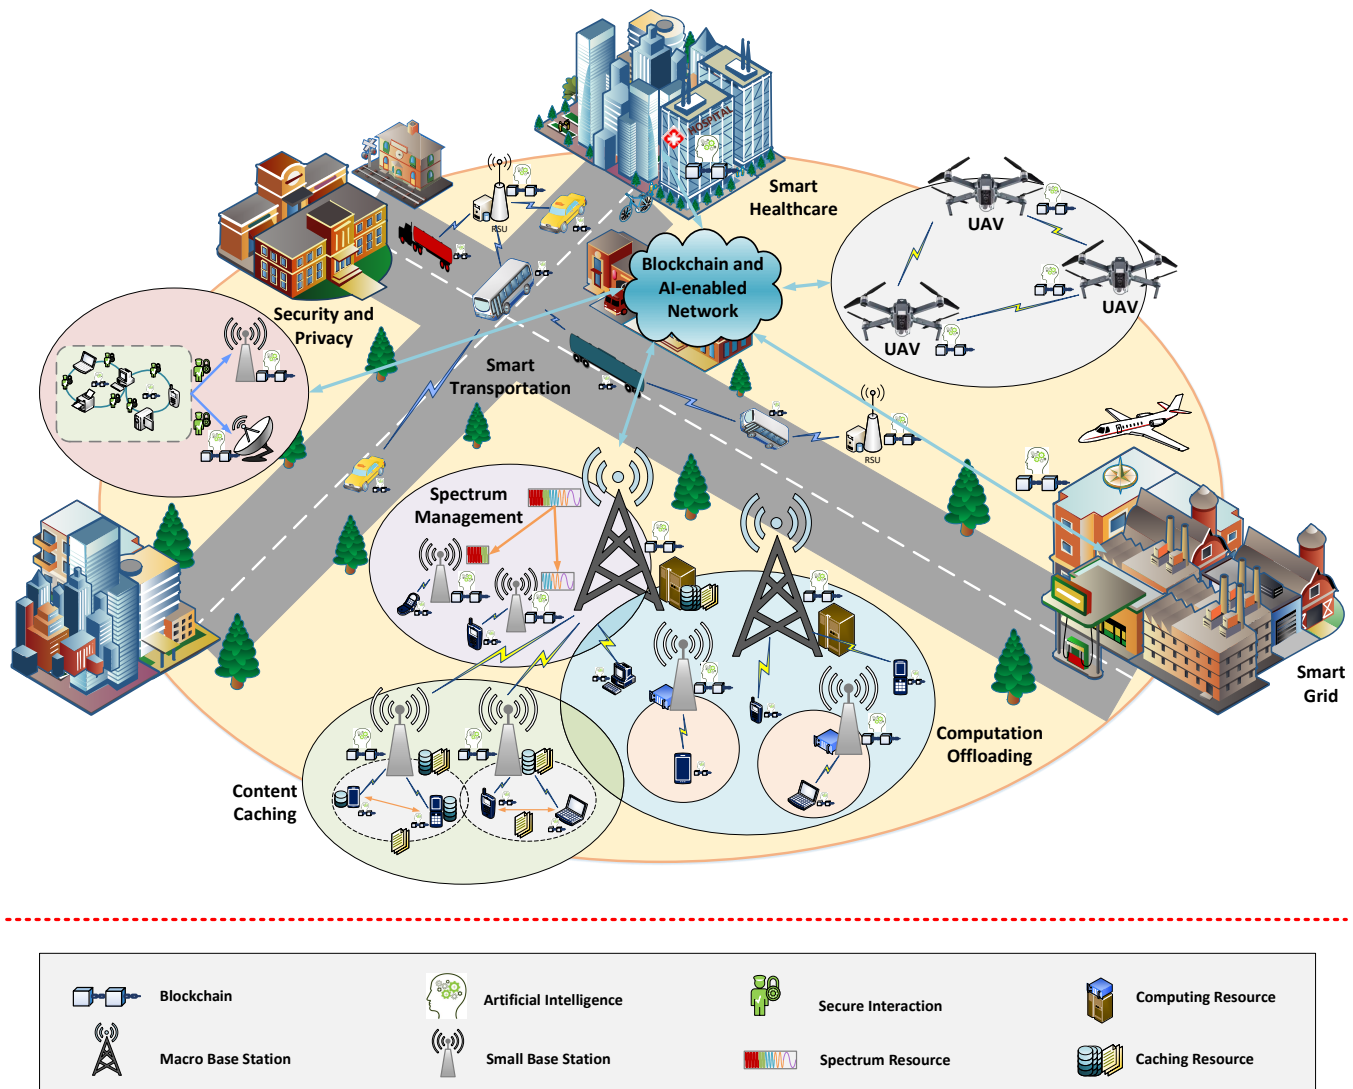 HOSPITAL
Smart
Healthcare
UAV
RSU
Blockchain and
AI-enabled
Network
UAV
UAV
Security and
Privacy
UAV
Smart
Transportation
RSU
Spectrum
Management
Smart
Grid
Computation
Offloading
Content
Caching
Blockchain
Artificial Intelligence
Secure Interaction
Computing Resource
Macro Base Station
Small Base Station
Spectrum Resource
Caching Resource